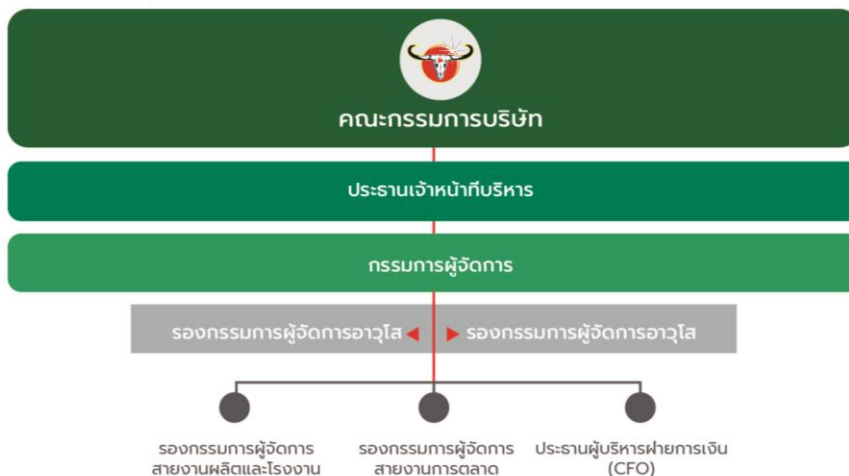 คณะกรรมการบริษัท
ประธานเจ้าหน้าที่บริหาร
กรรมการผู้จัดการ
รองกรรมการผู้จัดการอาวุโส
รองกรรมการผู้จัดการอาวุโส
รองกรรมการผู้จัดการ
สายงานผลิตและโรงงาน
รองกรรมการผู้จัดการ
สายงานการตลาด
ประธานผู้บริหารฝ่ายการเงิน
(CFO)